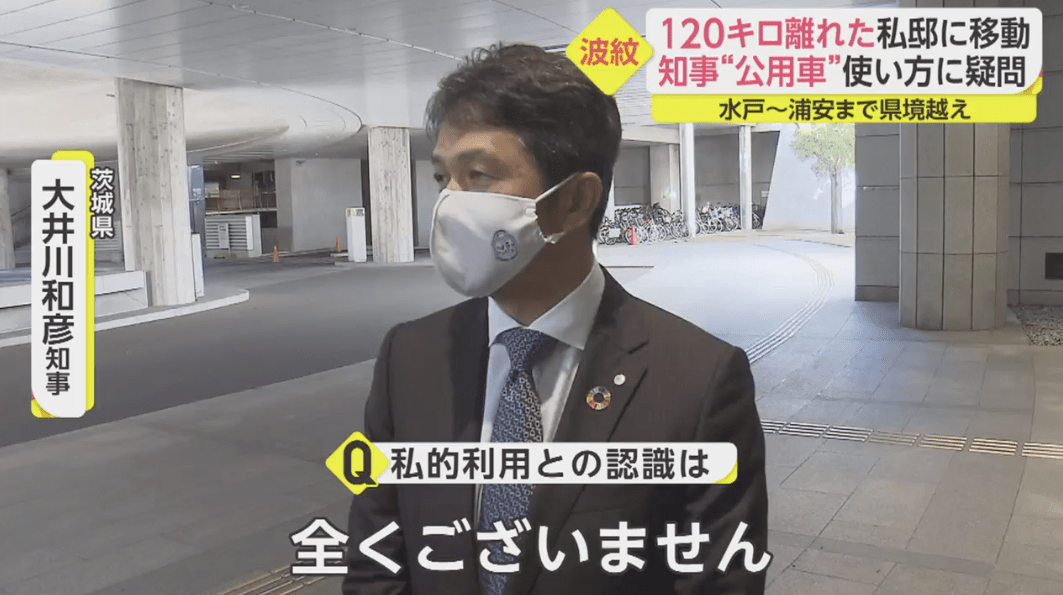 波紋
120キロ離れた私邸に移動
知事“公用車”使い方に疑問
水戸～浦安まで県境越え
茨城県
大井川和彦知事
Q 私的利用との認識は
全くございません